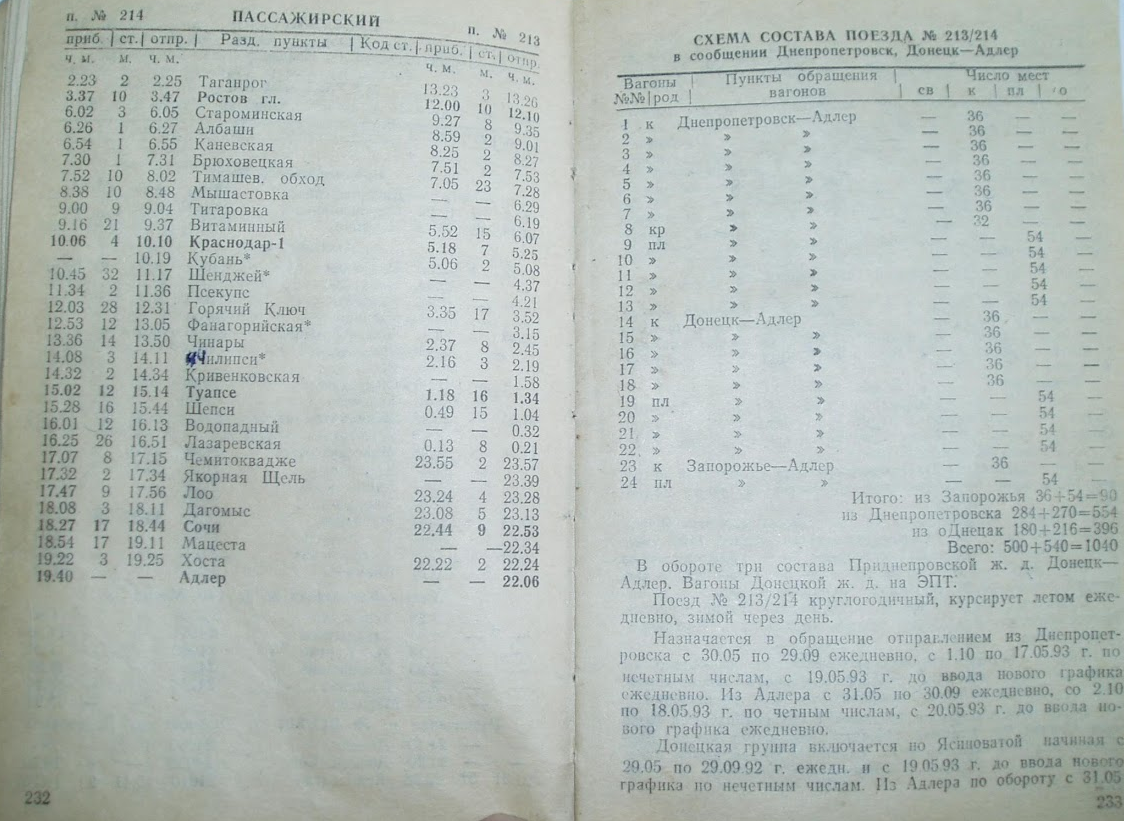 п. № 214 ПАССАЖИРСКИЙ п. № 213
приб. | ст. | отпр. | Разд. пункты | Код ст. | приб. | ст. | отпр.
ч. м. м. ч. м. ч. м. м. ч. м.
2.23 2 2.25 Таганрог 13.23 3 13.26
3.37 10 3.47 Ростов гл. 12.00 10 12.10
6.02 3 6.05 Староминская 9.27 8 9.35
6.26 1 6.27 Албаши 8.59 2 9.01
6.54 1 6.55 Каневская 8.25 2 8.27
7.30 1 7.31 Брюховецкая 7.51 2 7.53
7.52 10 8.02 Тимашев. обход 7.05 23 7.28
8.38 10 8.48 Мышастовка — — 6.29
9.00 9 9.04 Титаровка — — 6.19
9.16 21 9.37 Витаминный 5.52 15 6.07
10.06 4 10.10 Краснодар-1 5.18 7 5.25
— — 10.19 Кубань* 5.06 2 5.08
10.45 32 11.17 Шенджей* — — 4.37
11.34 2 11.36 Псекупс — — 4.21
12.03 28 12.31 Горячий Ключ 3.35 17 3.52
12.53 12 13.05 Фанагорийская* — — 3.15
13.36 14 13.50 Чинары 2.37 8 2.45
14.08 3 14.11 Чилипси* 2.16 3 2.19
14.32 2 14.34 Кривенковская — — 1.58
15.02 12 15.14 Туапсе 1.18 16 1.34
15.28 16 15.44 Шепси 0.49 15 1.04
16.01 12 16.13 Водопадный — — 0.32
16.25 26 16.51 Лазаревская 0.13 8 0.21
17.07 8 17.15 Чемитоквадже 23.55 2 23.57
17.32 2 17.34 Якорная Щель — — 23.39
17.47 9 17.56 Лоо 23.24 4 23.28
18.08 3 18.11 Дагомыс 23.08 5 23.13
18.27 17 18.44 Сочи 22.44 9 22.53
18.54 17 19.11 Мацеста — —22.34
19.22 3 19.25 Хоста 22.22 2 22.24
19.40 — — Адлер — — 22.06
232
СХЕМА СОСТАВА ПОЕЗДА № 213/214
в сообщении Днепропетровск, Донецк—Адлер
Вагоны | Пункты обращения | Число мест
№№ | род | вагонов | св | к | пл | о
1 к Днепропетровск—Адлер — 36 — —
2 » » » — 36 — —
3 » » » — 36 — —
4 » » » — 36 — —
5 » » » — 36 — —
6 » » » — 36 — —
7 » » » — 36 — —
8 кр » » — 32 — —
9 пл » » — — 54 —
10 » » » — — 54 —
11 » » » — — 54 —
12 » » » — — 54 —
13 » » » — — 54 —
14 к Донецк—Адлер — 36 — —
15 » » » — 36 — —
16 » » » — 36 — —
17 » » » — 36 — —
18 » » » — 36 — —
19 пл » » — — 54 —
20 » » » — — 54 —
21 » » » — — 54 —
22 » » » — — 54 —
23 к Запорожье—Адлер — 36 — —
24 пл » » — — 54 —
Итого: из Запорожья 36+54=90
из Днепропетровска 284+270=554
из оДнецак 180+216=396
Всего: 500+540=1040
В обороте три состава Приднепровской ж. д. Донецк—
Адлер. Вагоны Донецкой ж. д. на ЭПТ.
Поезд № 213/214 круглогодичный, курсирует летом еже-
дневно, зимой через день.
Назначается в обращение отправлением из Днепропет-
ровска с 30.05 по 29.09 ежедневно, с 1.10 по 17.05.93 г. по
нечетным числам, с 19.05.93 г. до ввода нового графика
ежедневно. Из Адлера с 31.05 по 30.09 ежедневно, со 2.10
по 18.05.93 г. по четным числам, с 20.05.93 г. до ввода но-
вого графика ежедневно.
Донецкая группа включается по Ясиноватой начиная с
29.05 по 29.09.92 г. ежедн. и с 19.05.93 г. до ввода нового
графика по нечетным числам. Из Адлера по обороту с 31.05
233